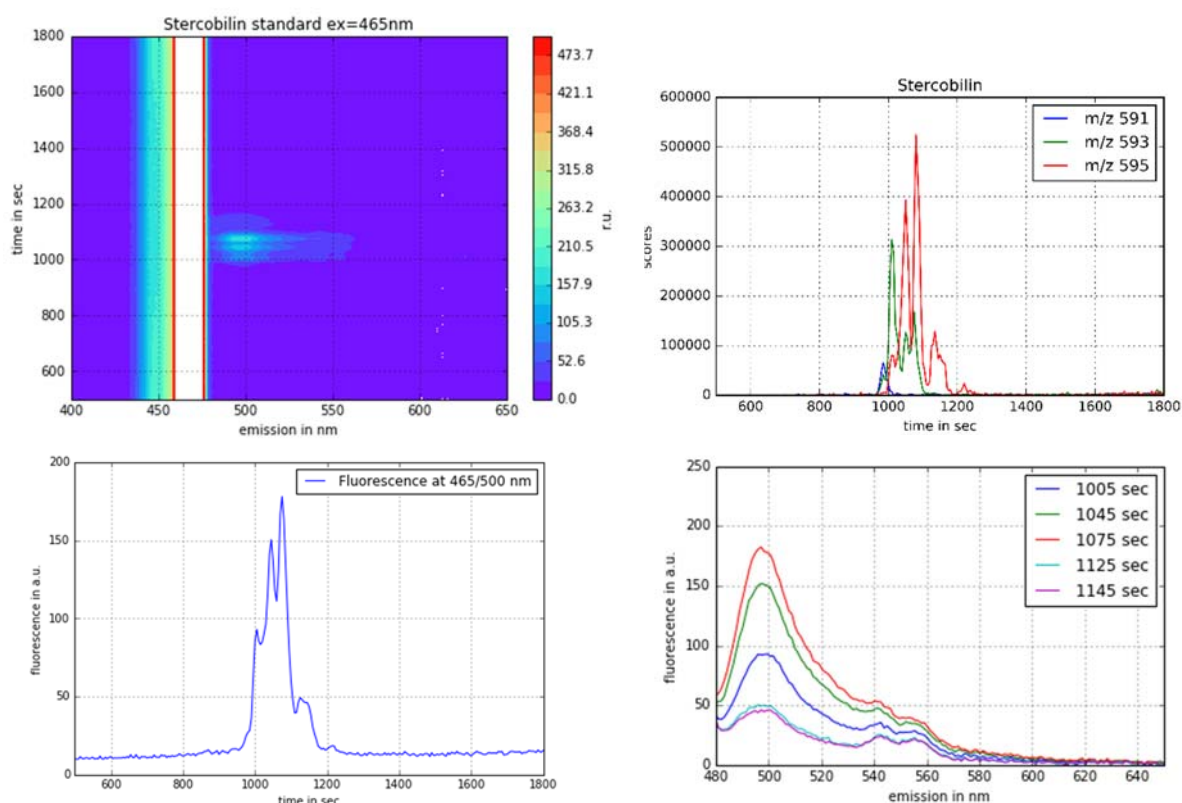 Stercobilin standard ex=465nm
1800
1600
1400
1200
1000
800
600
time in sec
400 450 500 550 600 650
emission in nm
473.7
421.1
368.4
315.8
263.2
210.5
157.9
105.3
52.6
0.0
r.u.
Stercobilin
600000
500000
400000
300000
200000
100000
0
scores
m/z 591
m/z 593
m/z 595
600 800 1000 1200 1400 1600 1800
time in sec
200
150
100
50
0
fluorescence in a.u.
Fluorescence at 465/500 nm
600 800 1000 1200 1400 1600 1800
time in sec
250
200
150
100
50
0
fluorescence in a.u.
1005 sec
1045 sec
1075 sec
1125 sec
1145 sec
480 500 520 540 560 580 600 620 640
emission in nm